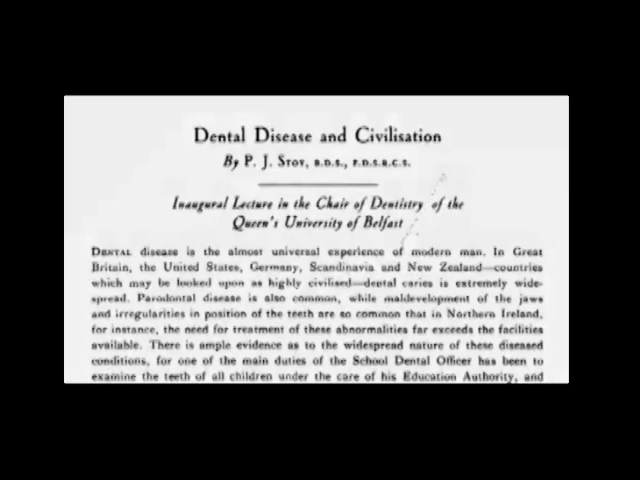 Dental Disease and Civilisation
By P. J. Stoy, B.D.S., F.D.S.R.C.S.
Inaugural Lecture in the Chair of Dentistry of the
Queen's University of Belfast
Dental disease is the almost universal experience of modern man. In Great
Britain, the United States, Germany, Scandinavia and New Zealand—countries
which may be looked upon as highly civilised—dental caries is extremely wide-
spread. Parodontal disease is also common, while maldevelopment of the jaws
and irregularities in position of the teeth are so common that in Northern Ireland,
for instance, the need for treatment of these abnormalities far exceeds the facilities
available. There is ample evidence as to the widespread nature of these diseased
conditions, for one of the main duties of the School Dental Officer has been to
examine the teeth of all children under the care of his Education Authority, and